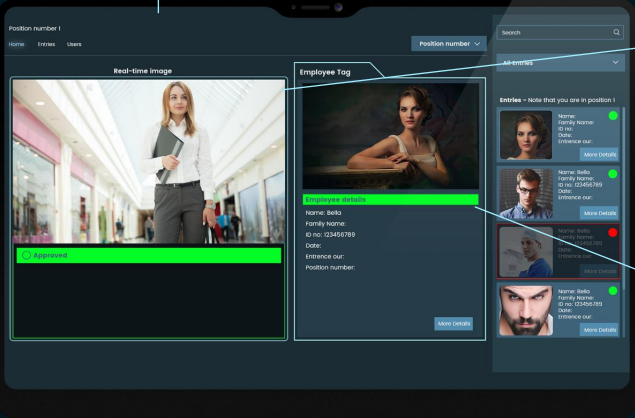 Position number 1
Home Entries Users
Position number
Search
All Entries
Real-time image
Employee Tag
Approved
Employee details
Name: Bella
Family Name:
ID no: 123456789
Date:
Entrence our:
Position number:
More Details
Entries - Note that you are in position 1
Name:
Family Name:
ID no:
Date:
Entrence our:
More Details
Name: Bella
Family Name:
ID no: 123456789
Date:
Entrence our:
More Details
Name: Bella
Family Name:
ID no: 123456789
Date:
Entrence our:
More Details
Name: Bella
Family Name:
ID no: 123456789
Date:
Entrence our:
More Details